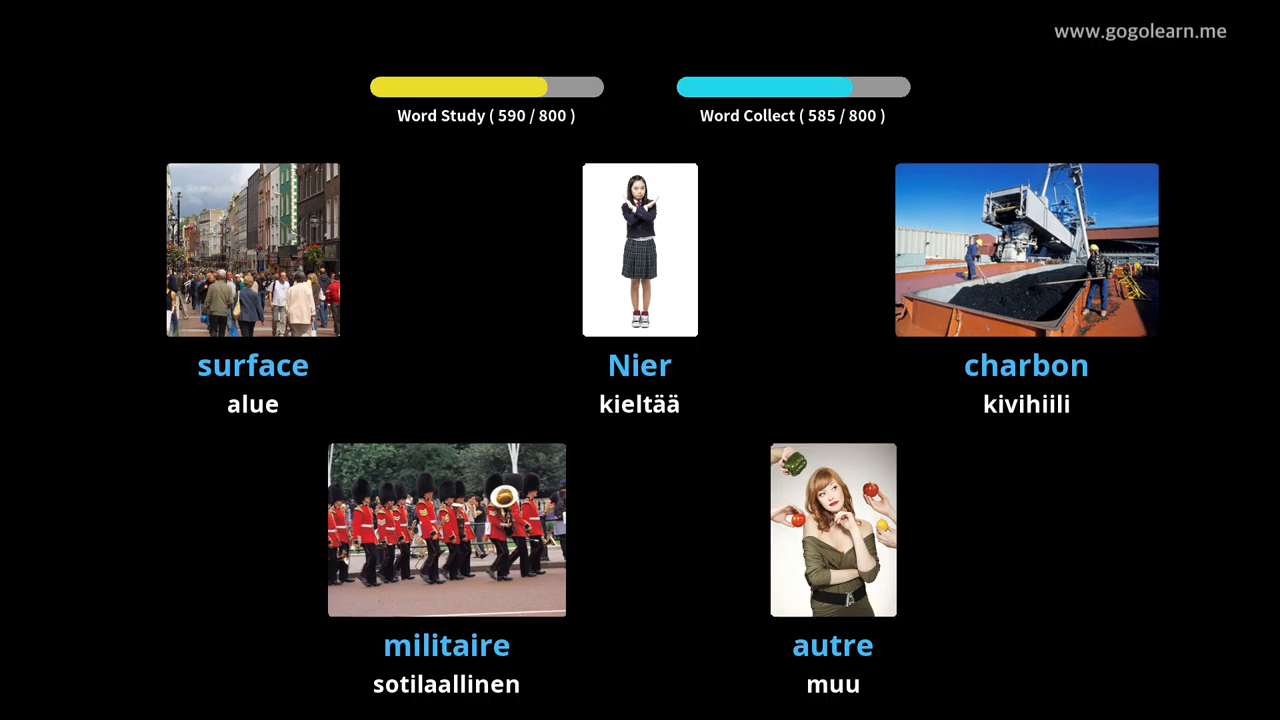 www.gogolearn.me
Word Study ( 590 / 800 )
Word Collect ( 585 / 800 )
surface
alue
Nier
kieltää
charbon
kivihiili
militaire
sotilaallinen
autre
muu